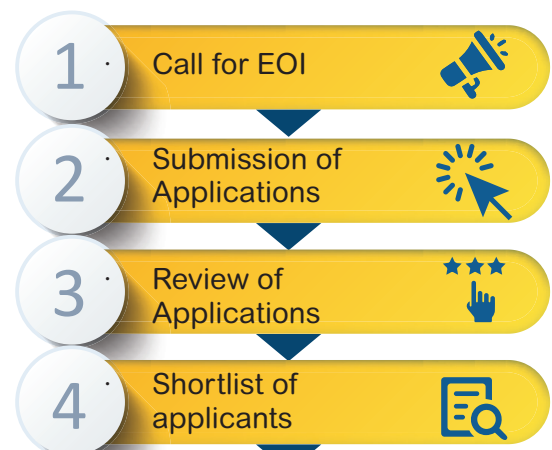 1
Call for EOI
2
Submission of
Applications
3
Review of
Applications
4
Shortlist of
applicants